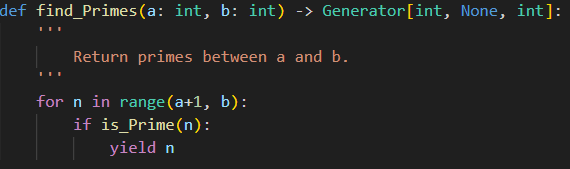 def find_Primes(a: int, b: int) -> Generator[int, None, int]:
    '''
        Return primes between a and b.
    '''
    for n in range(a+1, b):
        if is_Prime(n):
            yield n